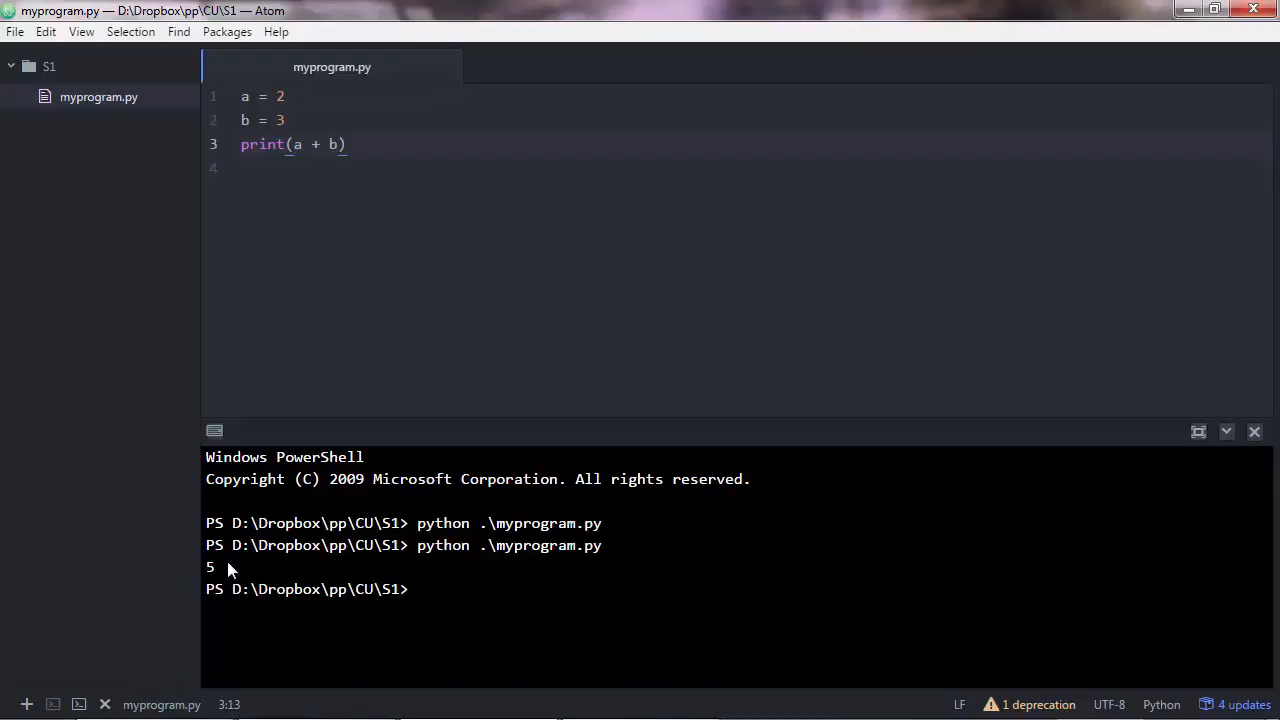 myprogram.py — D:\Dropbox\pp\CU\S1 — Atom
File Edit View Selection Find Packages Help
S1
myprogram.py
myprogram.py
1 a = 2
2 b = 3
3 print(a + b)
4
Windows PowerShell
Copyright (C) 2009 Microsoft Corporation. All rights reserved.
PS D:\Dropbox\pp\CU\S1> python .\myprogram.py
PS D:\Dropbox\pp\CU\S1> python .\myprogram.py
5
PS D:\Dropbox\pp\CU\S1>
myprogram.py 3:13 LF 1 deprecation UTF-8 Python 4 updates